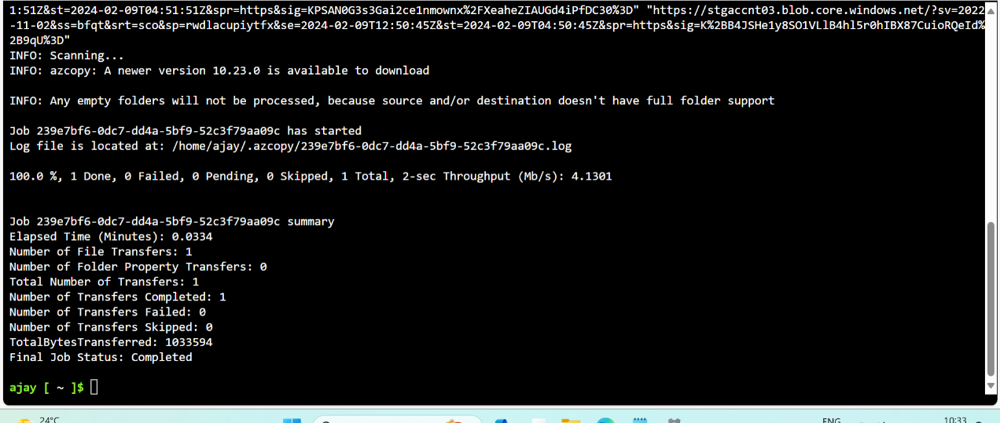 1:51Z&st=2024-02-09T04:51:51Z&spr=https&sig=KPSAN0G3s3Gai2ce1nmownx%2FXeaheZIAUGd4iPfDC30%3D" "https://stgaccnt03.blob.core.windows.net/?sv=2022
-11-02&ss=bfqt&srt=sco&sp=rwdlacupiytfx&se=2024-02-09T12:50:45Z&st=2024-02-09T04:50:45Z&spr=https&sig=K%2BB4JSHe1y8SO1VLlB4hl5r0hIBX87CuioRQeId%
2B9qU%3D"
INFO: Scanning...
INFO: azcopy: A newer version 10.23.0 is available to download
INFO: Any empty folders will not be processed, because source and/or destination doesn't have full folder support
Job 239e7bf6-0dc7-dd4a-5bf9-52c3f79aa09c has started
Log file is located at: /home/ajay/.azcopy/239e7bf6-0dc7-dd4a-5bf9-52c3f79aa09c.log
100.0 %, 1 Done, 0 Failed, 0 Pending, 0 Skipped, 1 Total, 2-sec Throughput (Mb/s): 4.1301
Job 239e7bf6-0dc7-dd4a-5bf9-52c3f79aa09c summary
Elapsed Time (Minutes): 0.0334
Number of File Transfers: 1
Number of Folder Property Transfers: 0
Total Number of Transfers: 1
Number of Transfers Completed: 1
Number of Transfers Failed: 0
Number of Transfers Skipped: 0
TotalBytesTransferred: 1033594
Final Job Status: Completed
ajay [ ~ ]$
24°C
ENG
10:33